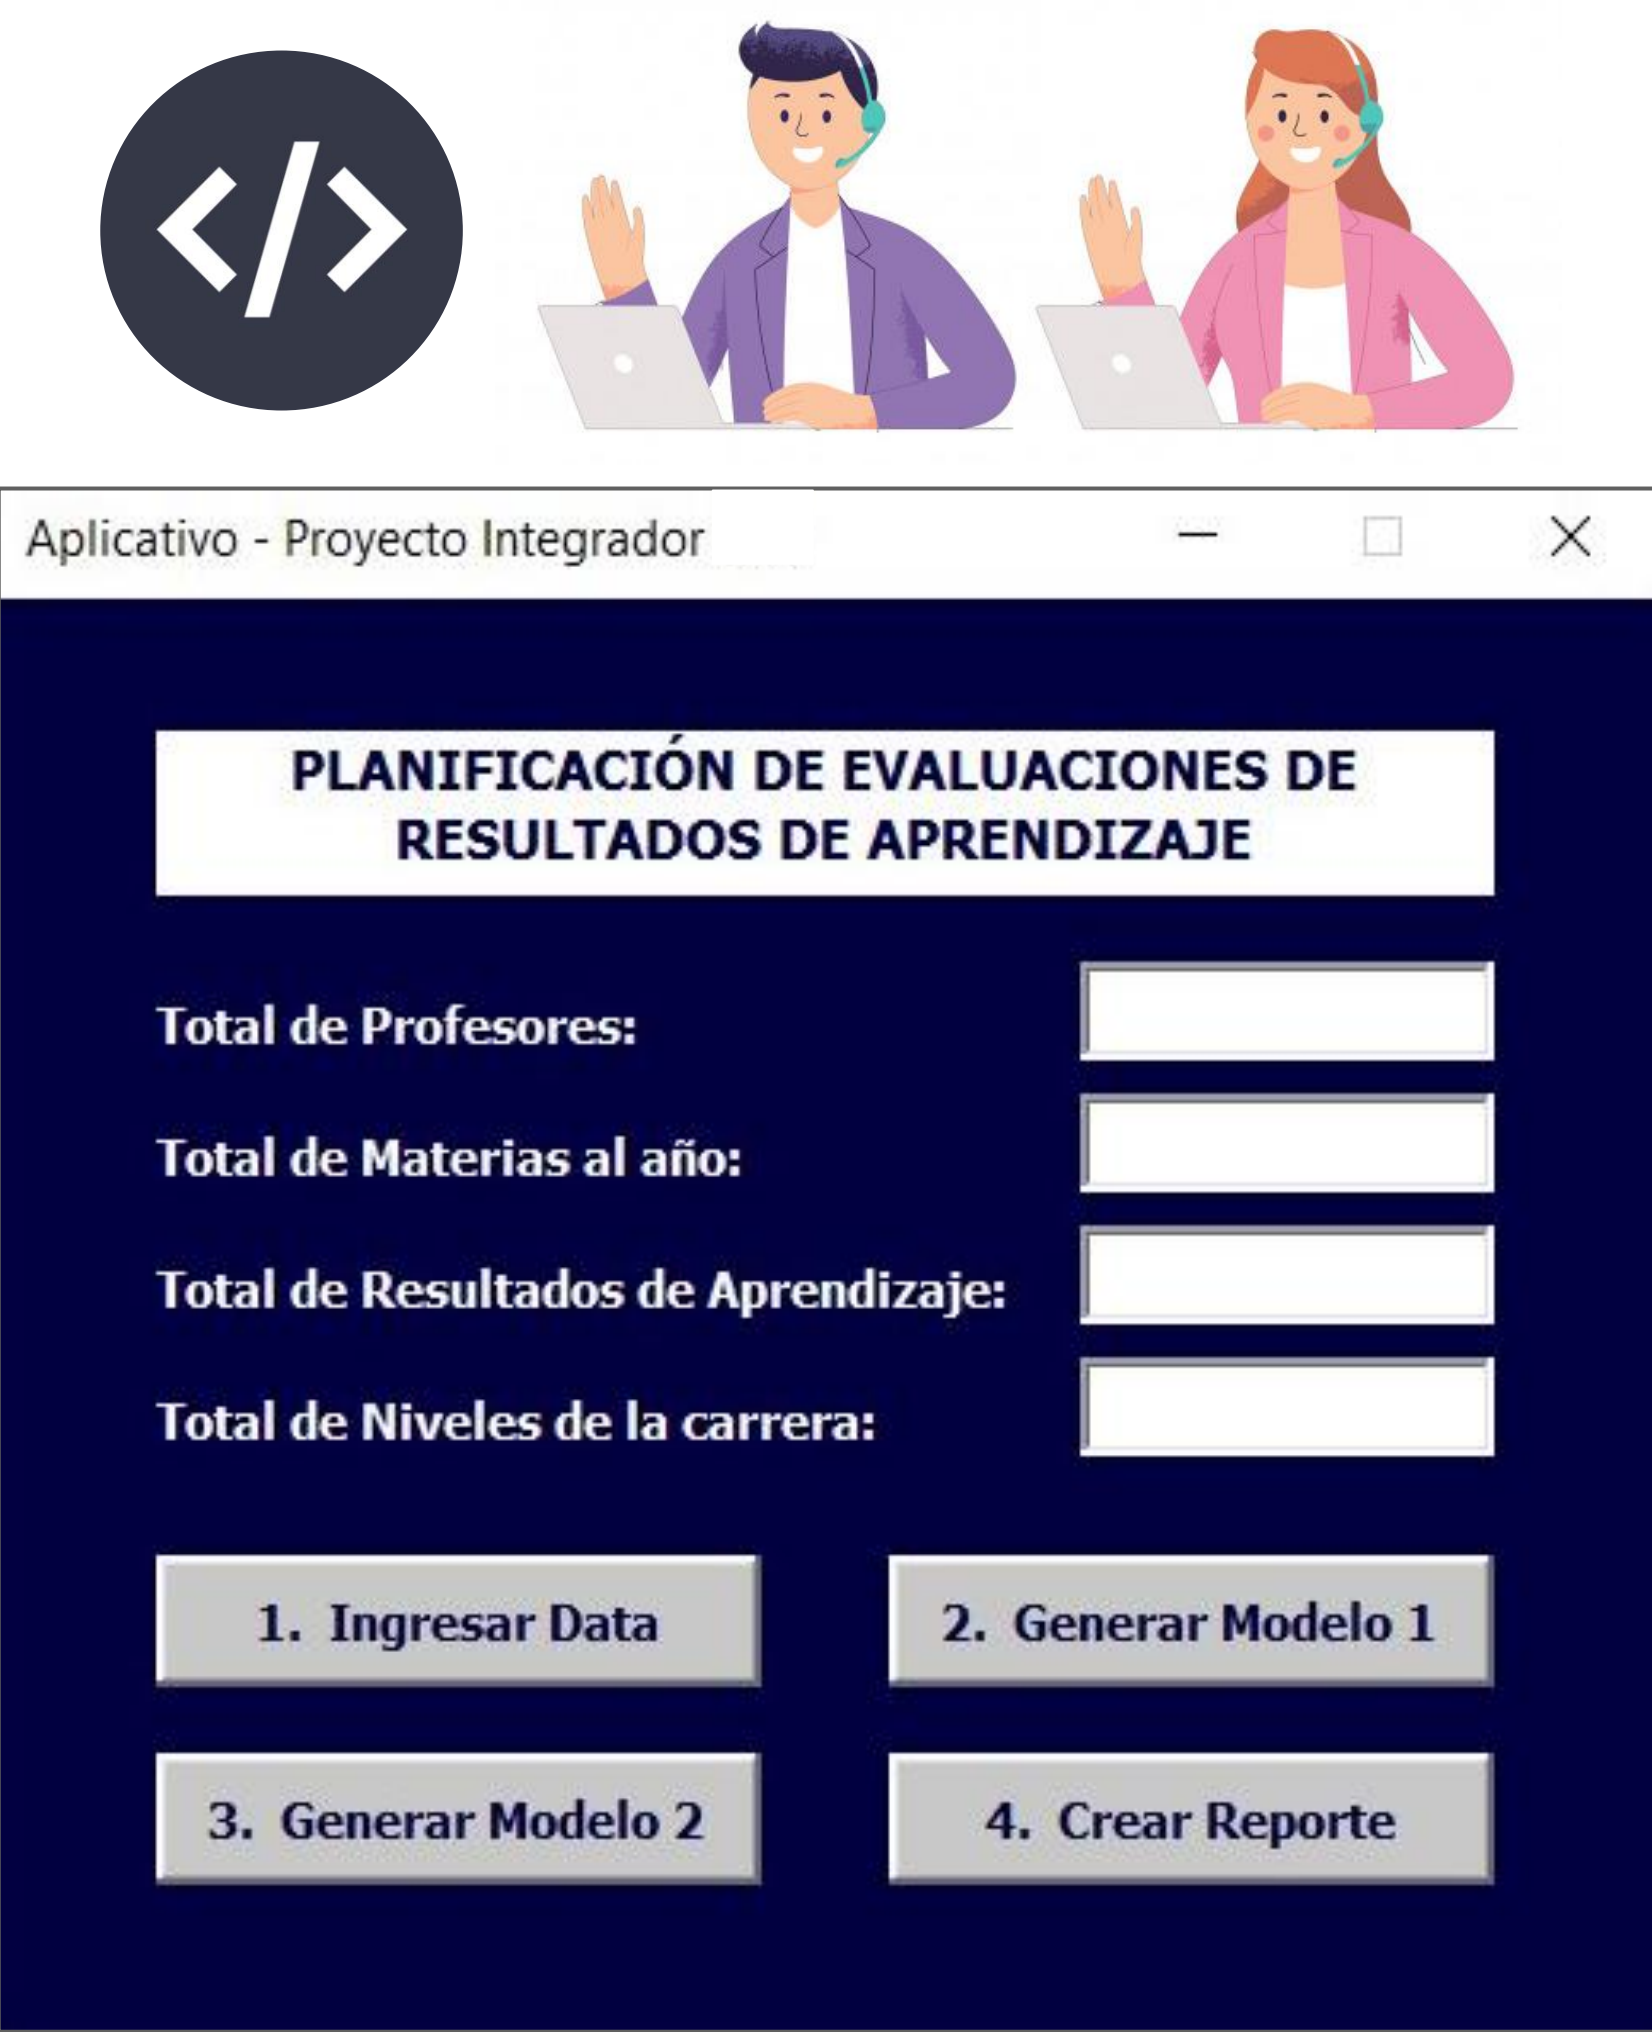 </>
Aplicativo - Proyecto Integrador
PLANIFICACIÓN DE EVALUACIONES DE
RESULTADOS DE APRENDIZAJE
Total de Profesores:
Total de Materias al año:
Total de Resultados de Aprendizaje:
Total de Niveles de la carrera:
1. Ingresar Data
2. Generar Modelo 1
3. Generar Modelo 2
4. Crear Reporte